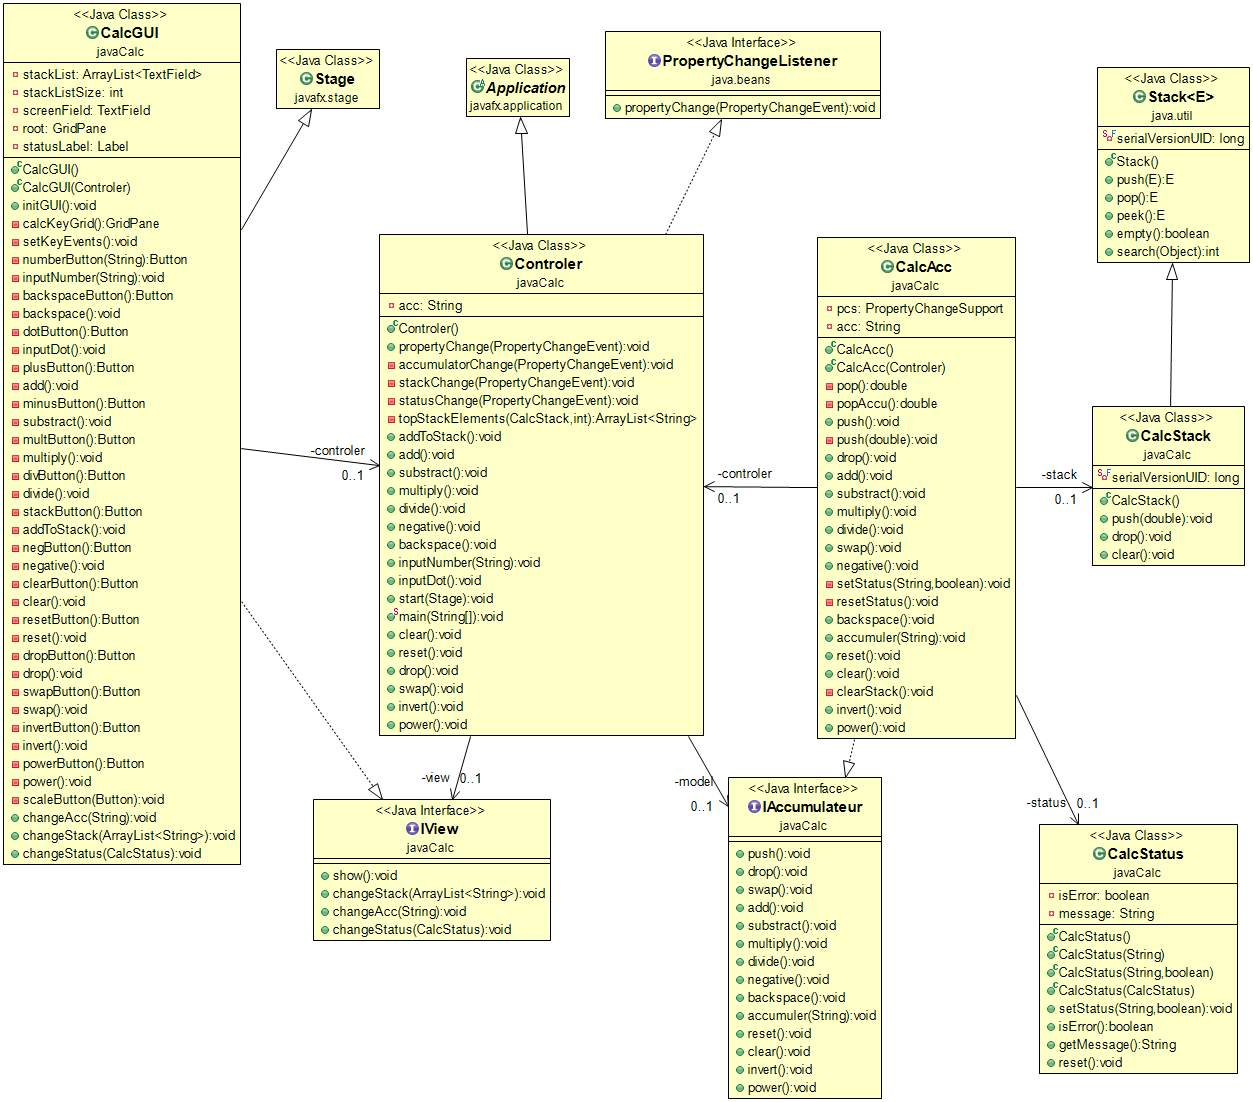 <<Java Class>>
CalcGUI
javaCalc
stackList: ArrayList<TextField>
stackListSize: int
screenField: TextField
root: GridPane
statusLabel: Label
CalcGUI()
CalcGUI(Controler)
initGUI():void
calcKeyGrid():GridPane
setKeyEvents():void
numberButton(String):Button
inputNumber(String):void
backspaceButton():Button
backspace():void
dotButton():Button
inputDot():void
plusButton():Button
add():void
minusButton():Button
substract():void
multButton():Button
multiply():void
divButton():Button
divide():void
stackButton():Button
addToStack():void
negButton():Button
negative():void
clearButton():Button
clear():void
resetButton():Button
reset():void
dropButton():Button
drop():void
swapButton():Button
swap():void
invertButton():Button
invert():void
powerButton():Button
power():void
scaleButton(Button):void
changeAcc(String):void
changeStack(ArrayList<String>):void
changeStatus(CalcStatus):void
<<Java Class>>
Stage
javafx.stage
<<Java Class>>
Application
javafx.application
<<Java Interface>>
PropertyChangeListener
java.beans
propertyChange(PropertyChangeEvent):void
<<Java Class>>
Stack<E>
java.util
serialVersionUID: long
Stack()
push(E):E
pop():E
peek():E
empty():boolean
search(Object):int
<<Java Class>>
Controler
javaCalc
acc: String
Controler()
propertyChange(PropertyChangeEvent):void
accumulatorChange(PropertyChangeEvent):void
stackChange(PropertyChangeEvent):void
statusChange(PropertyChangeEvent):void
topStackElements(CalcStack,int):ArrayList<String>
addToStack():void
add():void
substract():void
multiply():void
divide():void
negative():void
backspace():void
inputNumber(String):void
inputDot():void
start(Stage):void
main(String[]):void
clear():void
reset():void
drop():void
swap():void
invert():void
power():void
<<Java Class>>
CalcAcc
javaCalc
pcs: PropertyChangeSupport
acc: String
CalcAcc()
CalcAcc(Controler)
pop():double
popAccu():double
push():void
push(double):void
drop():void
add():void
substract():void
multiply():void
divide():void
swap():void
negative():void
setStatus(String,boolean):void
resetStatus():void
backspace():void
accumuler(String):void
reset():void
clear():void
clearStack():void
invert():void
power():void
<<Java Class>>
CalcStack
javaCalc
serialVersionUID: long
CalcStack()
push(double):void
drop():void
clear():void
-controler
0..1
-controler
0..1
-stack
0..1
-view
0..1
-model
0..1
-status
0..1
<<Java Interface>>
IView
javaCalc
show():void
changeStack(ArrayList<String>):void
changeAcc(String):void
changeStatus(CalcStatus):void
<<Java Interface>>
IAccumulateur
javaCalc
push():void
drop():void
swap():void
add():void
substract():void
multiply():void
divide():void
negative():void
backspace():void
accumuler(String):void
reset():void
clear():void
invert():void
power():void
<<Java Class>>
CalcStatus
javaCalc
isError: boolean
message: String
CalcStatus()
CalcStatus(String)
CalcStatus(String,boolean)
CalcStatus(CalcStatus)
setStatus(String,boolean):void
isError():boolean
getMessage():String
reset():void